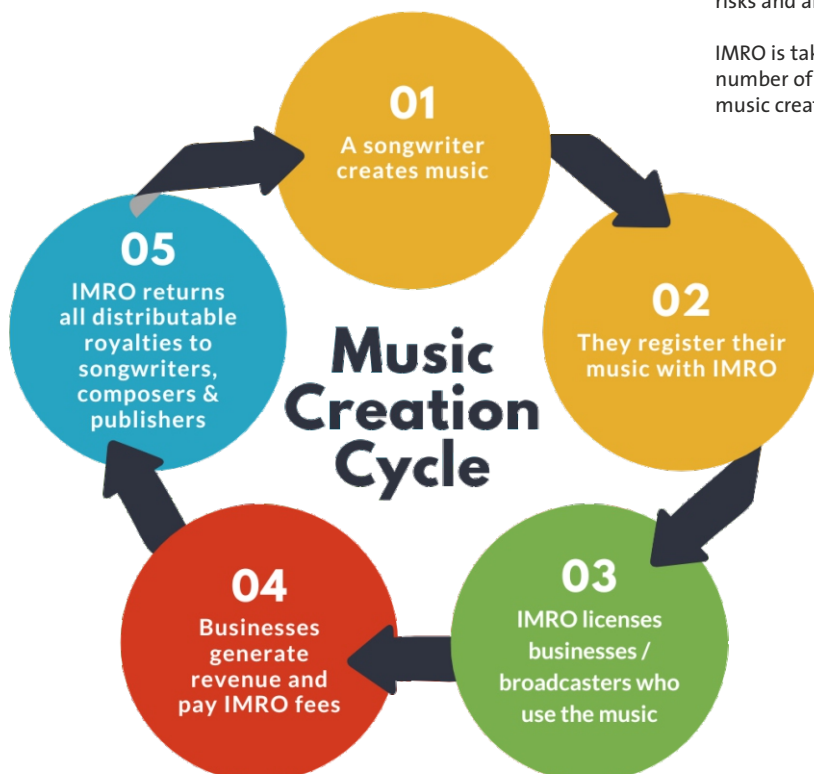 risks and a
IMRO is tak
number of
music creat
01
A songwriter
creates music
02
They register their
music with IMRO
03
IMRO licenses
businesses /
broadcasters who
use the music
04
Businesses
generate
revenue and
pay IMRO fees
05
IMRO returns
all distributable
royalties to
songwriters,
composers &
publishers
Music
Creation
Cycle